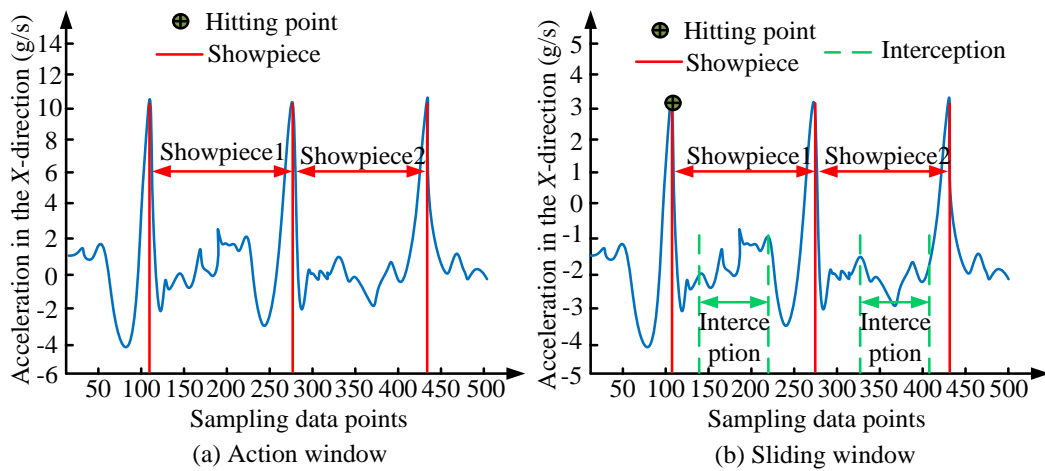 Hitting point
Showpiece
Acceleration in the X-direction (g/s)
14
12
10
8
6
4
2
0
-2
-4
-6
Showpiece1
Showpiece2
50 100 150 200 250 300 350 400 450 500
Sampling data points
(a) Action window
Hitting point
Showpiece
Interception
Acceleration in the X-direction (g/s)
5
4
3
2
1
0
-1
-2
-3
-4
-5
Showpiece1
Showpiece2
Interce
ption
Interce
ption
50 100 150 200 250 300 350 400 450 500
Sampling data points
(b) Sliding window